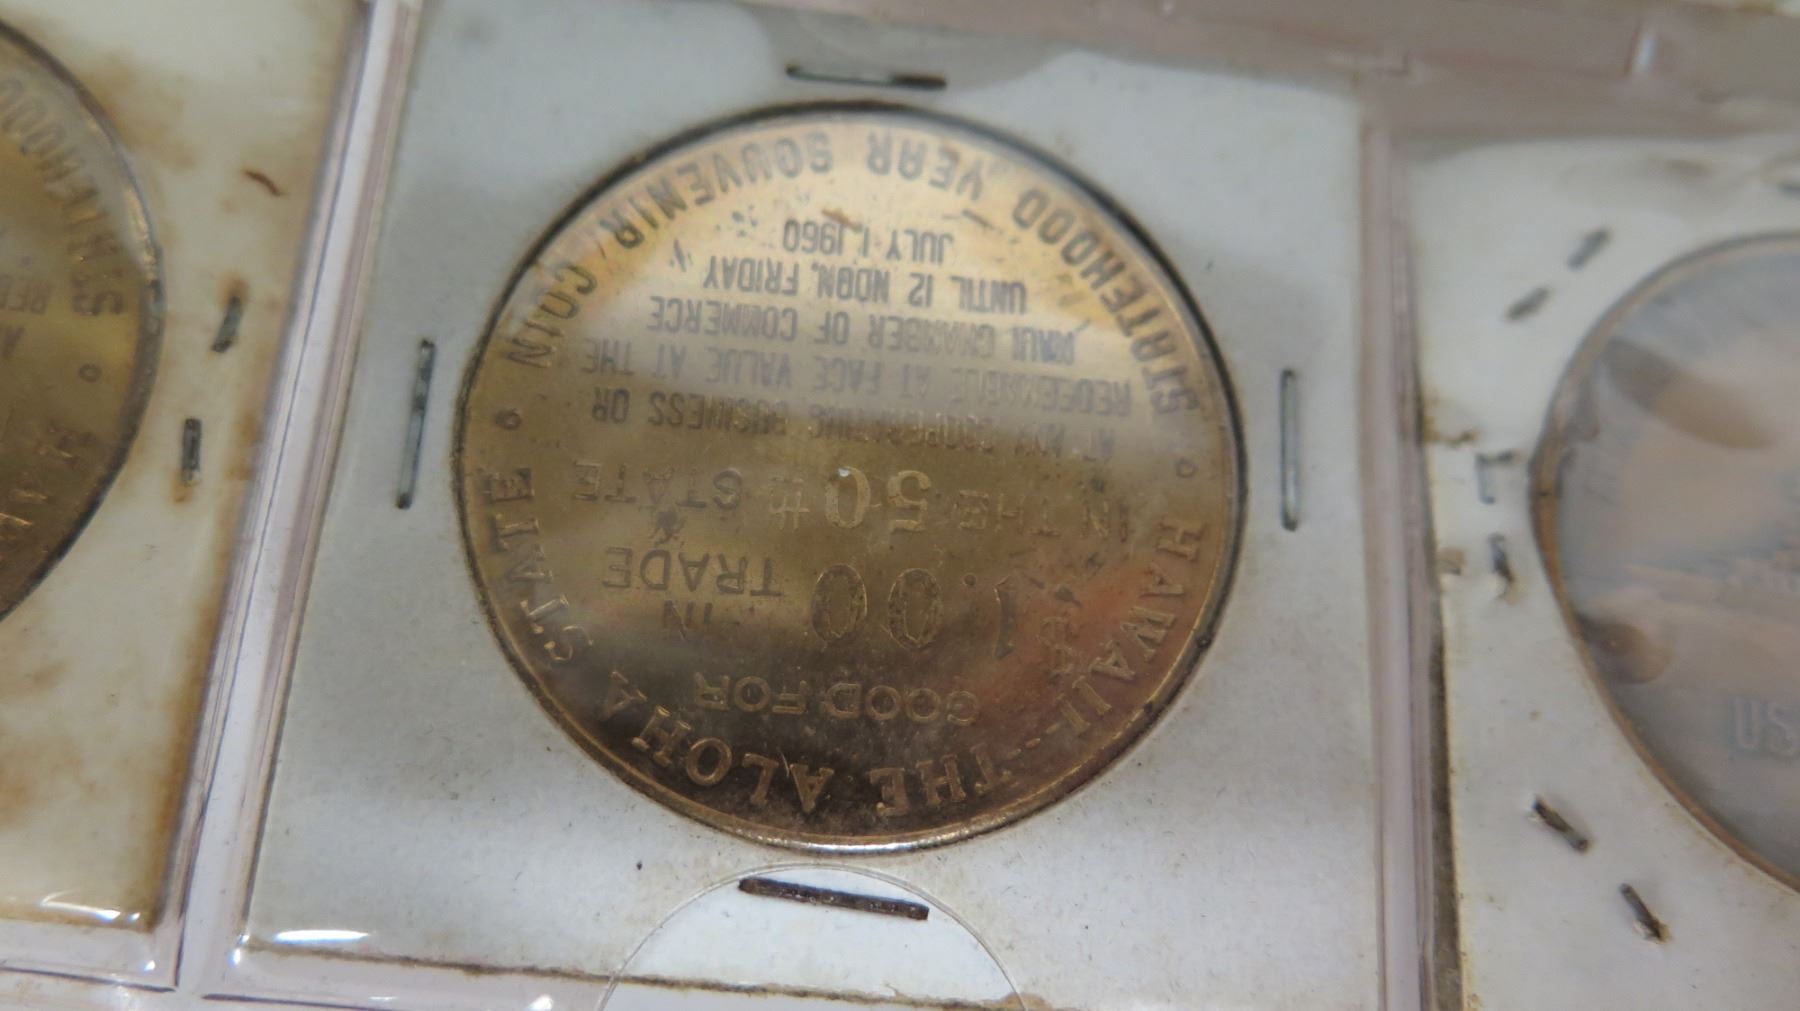 HAWAII--THE ALOHA STATE
GOOD FOR
1.00 IN TRADE
IN THE 50th STATE
AT ANY COOPERATING BUSINESS OR
REDEEMABLE AT FACE VALUE AT THE
MAUI CHAMBER OF COMMERCE
UNTIL 12 NOON, FRIDAY
JULY 1, 1960
STATEHOOD YEAR SOUVENIR COIN
STATEHOOD
US